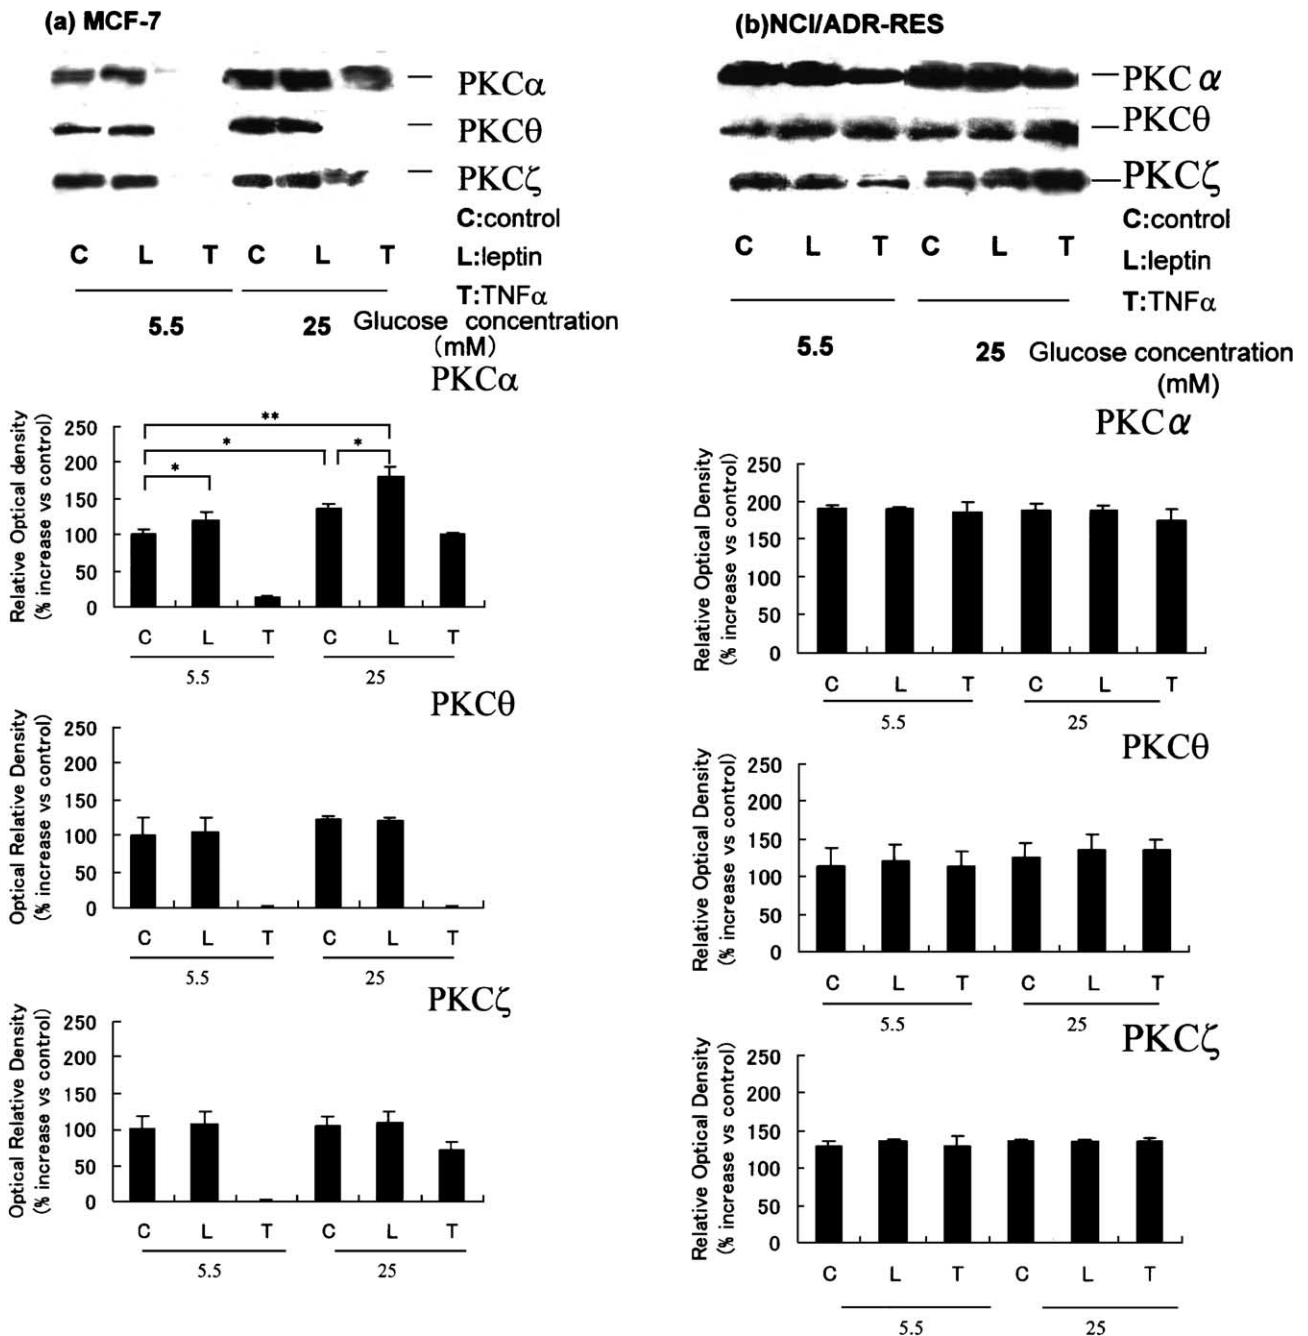 (a) MCF-7
PKCα
PKCθ
PKCζ
C:control
C L T C L T L:leptin
T:TNFα
5.5 25 Glucose concentration
(mM)
PKCα
Relative Optical density
(% increase vs control)
250
200
150
100
50
0
** 
*
*
*
C L T C L T
5.5 25
PKCθ
Optical Relative Density
(% increase vs control)
250
200
150
100
50
0
C L T C L T
5.5 25
PKCζ
Optical Relative Density
(% increase vs control)
250
200
150
100
50
0
C L T C L T
5.5 25
(b)NCI/ADR-RES
PKC α
PKCθ
PKCζ
C:control
C L T C L T
L:leptin
T:TNFα
5.5 25 Glucose concentration
(mM)
PKC α
Relative Optical Density
(% increase vs control)
250
200
150
100
50
0
C L T C L T
5.5 25
PKCθ
Relative Optical Density
(% increase vs control)
250
200
150
100
50
0
C L T C L T
5.5 25
PKCζ
Relative Optical Density
(% increase vs control)
250
200
150
100
50
0
C L T C L T
5.5 25